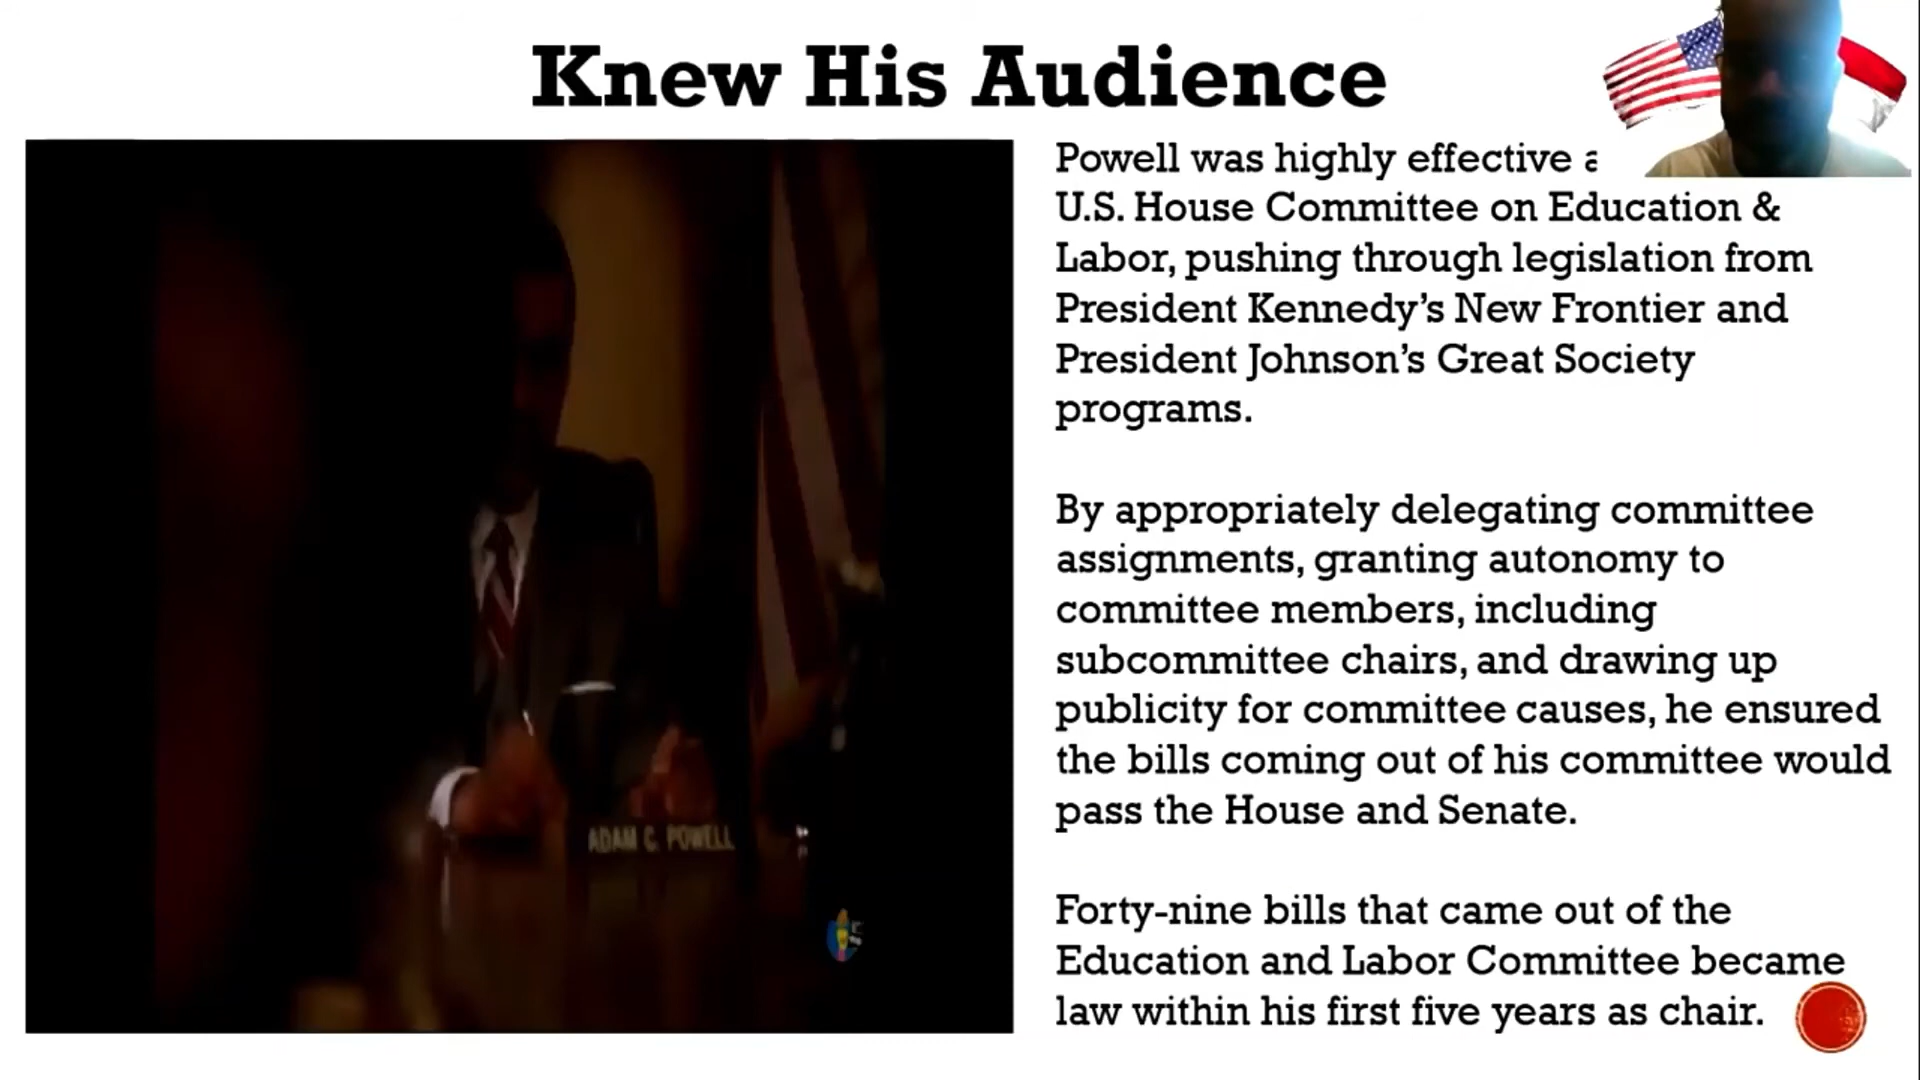 Knew His Audience
Powell was highly effective
U.S. House Committee on Education &
Labor, pushing through legislation from
President Kennedy's New Frontier and
President Johnson's Great Society
programs.
By appropriately delegating committee
assignments, granting autonomy to
committee members, including
subcommittee chairs, and drawing up
publicity for committee causes, he ensured
the bills coming out of his committee would
pass the House and Senate.
Forty-nine bills that came out of the
Education and Labor Committee became
law within his first five years as chair.
ADAM C. POWELL